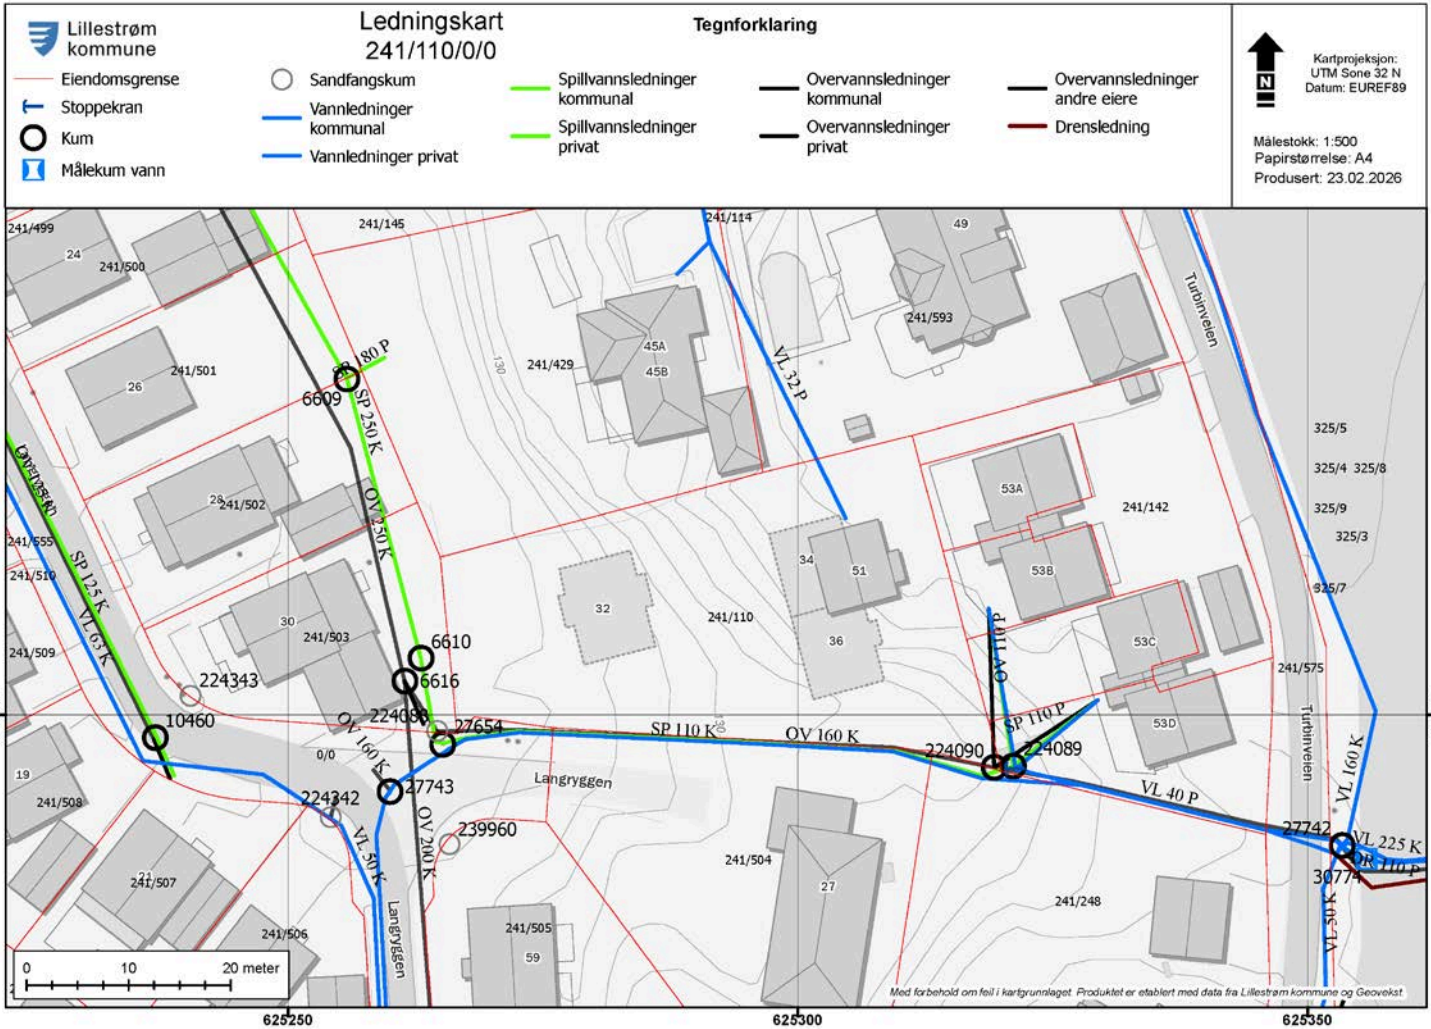 Lillestrøm
kommune
Ledningskart
241/110/0/0
Tegnforklaring
Eiendomsgrense
Stoppekran
Kum
Målekum vann
Sandfangskum
Vannledninger
kommunal
Vannledninger privat
Spillvannsledninger
kommunal
Spillvannsledninger
privat
Overvannsledninger
kommunal
Overvannsledninger
privat
Overvannsledninger
andre eiere
Drensledning
N
Kartprojeksjon:
UTM Sone 32 N
Datum: EUREF89
Målestokk: 1:500
Papirstørrelse: A4
Produsert: 23.02.2026
241/499
24
241/500
241/145
241/114
49
241/593
Turbinveien
26
241/501
180 P
6609
SP 250 K
130
241/429
45A
45B
VL 32 P
325/5
325/4
325/8
325/9
325/3
325/7
28
241/502
OV 250 K
53A
241/142
53B
241/555
241/510
SP 125 K
VL 63 K
241/509
30
241/503
32
34
51
241/110
36
OV 110 P
53C
241/575
53D
6610
6616
224343
10460
224088
27654
OV 160 K
0/0
SP 110 K
130
OV 160 K
SP 110 P
224090
224089
Turbinveien
VL 160 K
Langryggen
27743
224342
VL 50 K
OV 200 K
239960
VL 40 P
27742
VL 225 K
OR 110 P
30774
VL 50 K
19
241/508
21
241/507
241/506
Langryggen
241/505
59
241/504
27
241/248
0
10
20 meter
Med forbehold om feil i kartgrunnlaget. Produktet er etablert med data fra Lillestrøm kommune og Geovekst.
625250
625300
625350